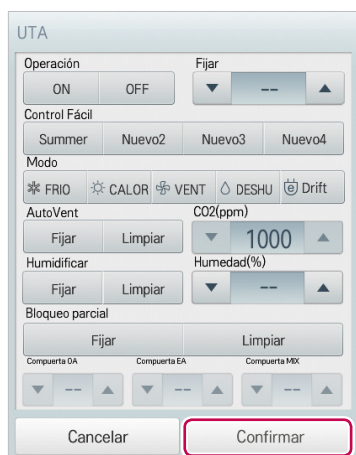 UTA
Operación Fijar
ON OFF ▼ -- ▲
Control Fácil
Summer Nuevo2 Nuevo3 Nuevo4
Modo
FRIO CALOR VENT DESHU Drift
AutoVent CO2(ppm)
Fijar Limpiar ▼ 1000 ▲
Humidificar Humedad(%)
Fijar Limpiar ▼ -- ▲
Bloqueo parcial
Fijar Limpiar
Compuerta OA Compuerta EA Compuerta MIX
▼ -- ▲ ▼ -- ▲ ▼ -- ▲
Cancelar Confirmar